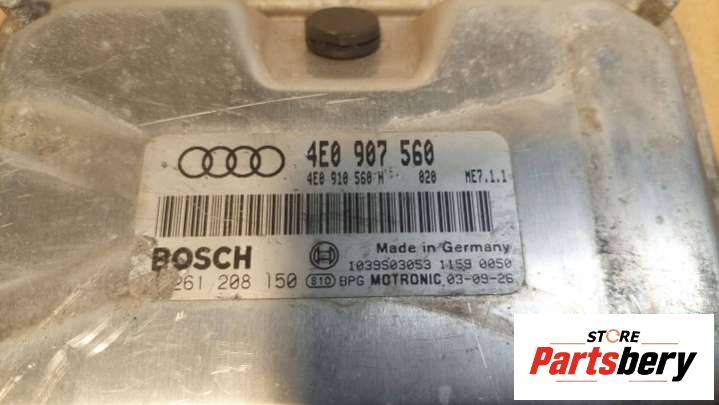 4E0 907 560
4E0 910 560 H 020 ME7.1.1
BOSCH
Made in Germany
1039S03053 1159 0050
261 208 150 S10 BPG MOTRONIC 03-09-26
STORE
Partsbery